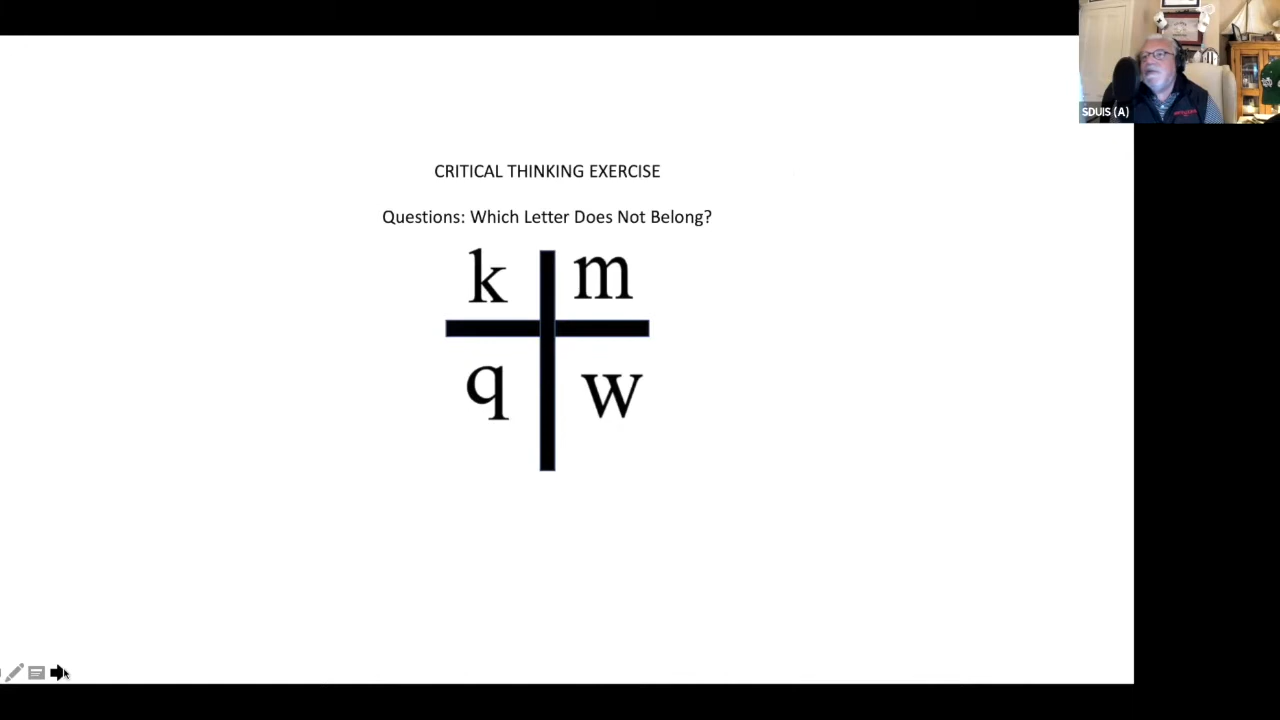 CRITICAL THINKING EXERCISE
Questions: Which Letter Does Not Belong?
k m
q w
SDUIS (A)